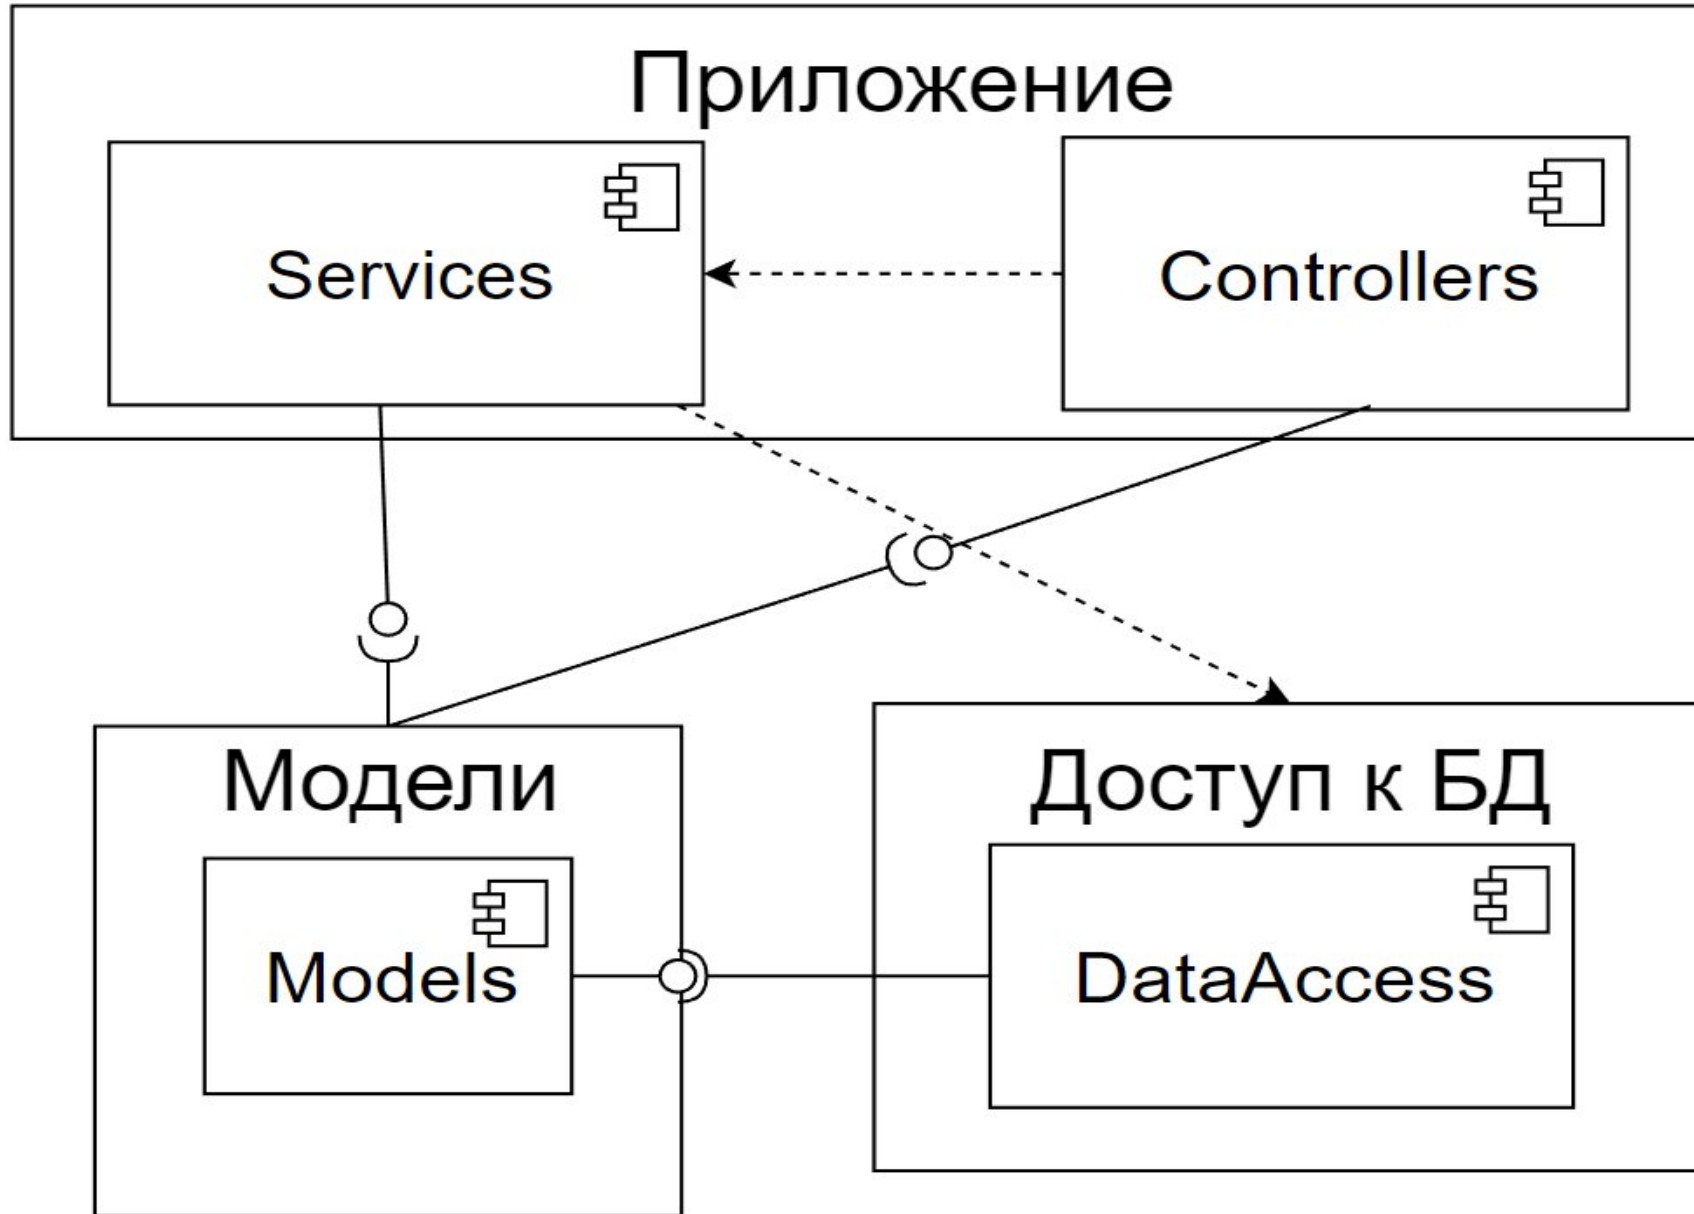 Приложение
Services
Controllers
Модели
Models
Доступ к БД
DataAccess